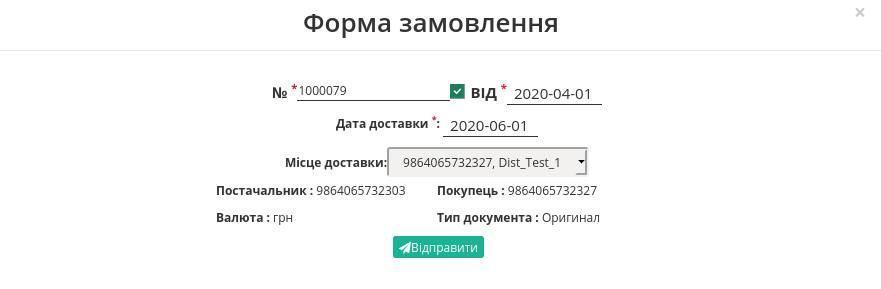 Форма замовлення
×
№ *1000079 ВІД * 2020-04-01
Дата доставки *: 2020-06-01
Місце доставки: 9864065732327, Dist_Test_1
Постачальник : 9864065732303 Покупець : 9864065732327
Валюта : грн Тип документа : Оригинал
Відправити